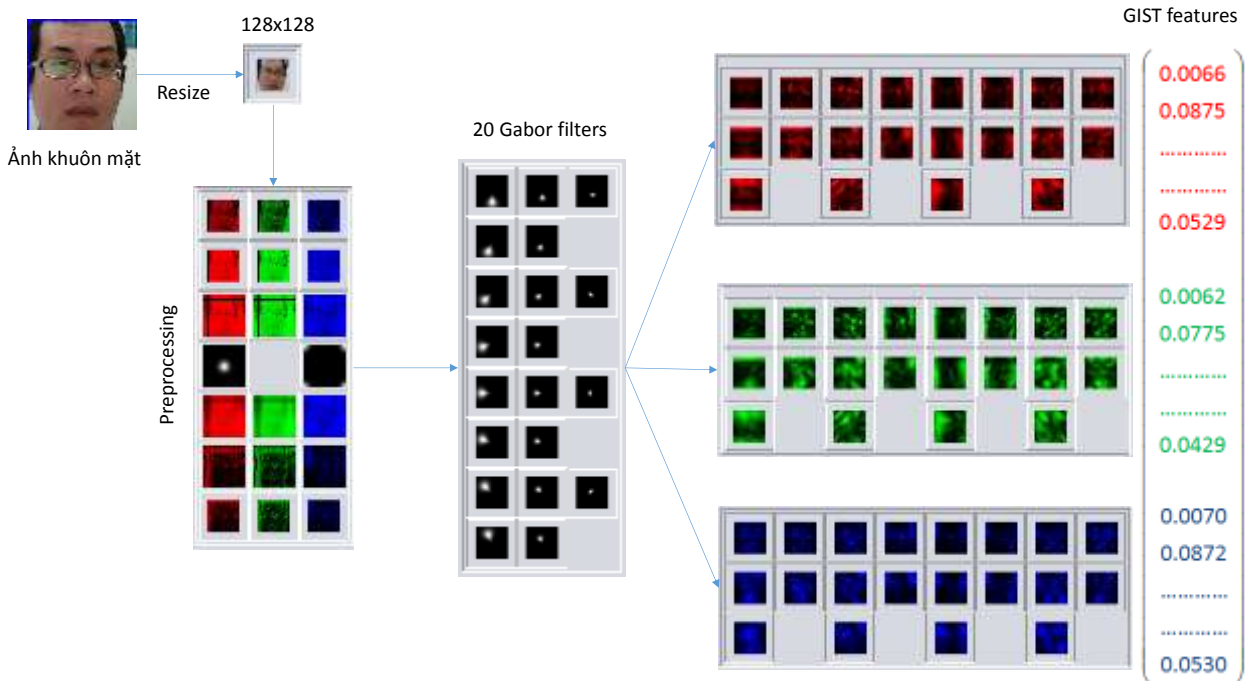 GIST features
128x128
Resize
Ảnh khuôn mặt
20 Gabor filters
Preprocessing
0.0066
0.0875
.............
.............
0.0529
0.0062
0.0775
.............
.............
0.0429
0.0070
0.0872
.............
.............
0.0530